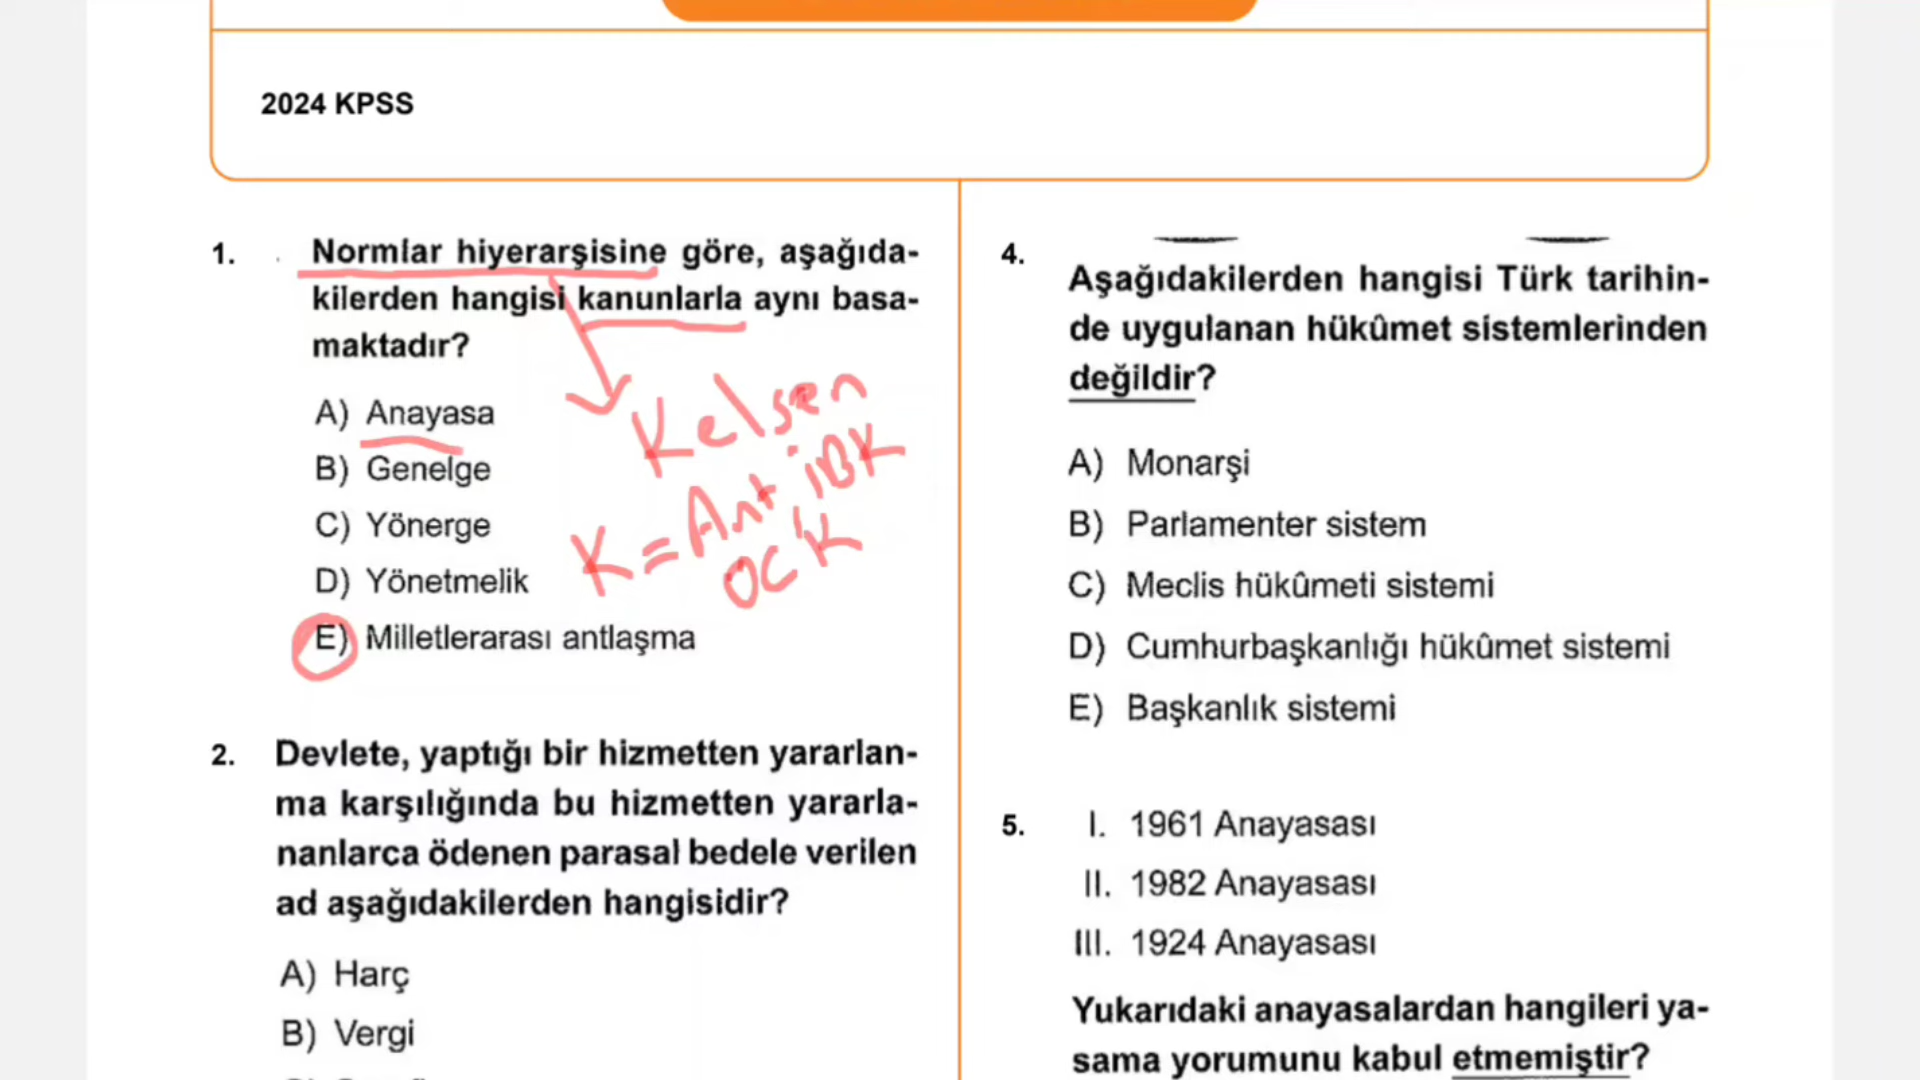 2024 KPSS
1.
Normlar hiyerarşisine göre, aşağıda-
kilerden hangisi kanunlarla aynı basa-
maktadır?
A) Anayasa
B) Genelge
C) Yönerge
D) Yönetmelik
E) Milletlerarası antlaşma
Kelsen
K = Ant İBK
OCK
2. Devlete, yaptığı bir hizmetten yararlan-
ma karşılığında bu hizmetten yararla-
nanlarca ödenen parasal bedele verilen
ad aşağıdakilerden hangisidir?
A) Harç
B) Vergi
4.
Aşağıdakilerden hangisi Türk tarihin-
de uygulanan hükûmet sistemlerinden
değildir?
A) Monarşi
B) Parlamenter sistem
C) Meclis hükûmeti sistemi
D) Cumhurbaşkanlığı hükûmet sistemi
E) Başkanlık sistemi
5. I. 1961 Anayasası
II. 1982 Anayasası
III. 1924 Anayasası
Yukarıdaki anayasalardan hangileri ya-
sama yorumunu kabul etmemiştir?